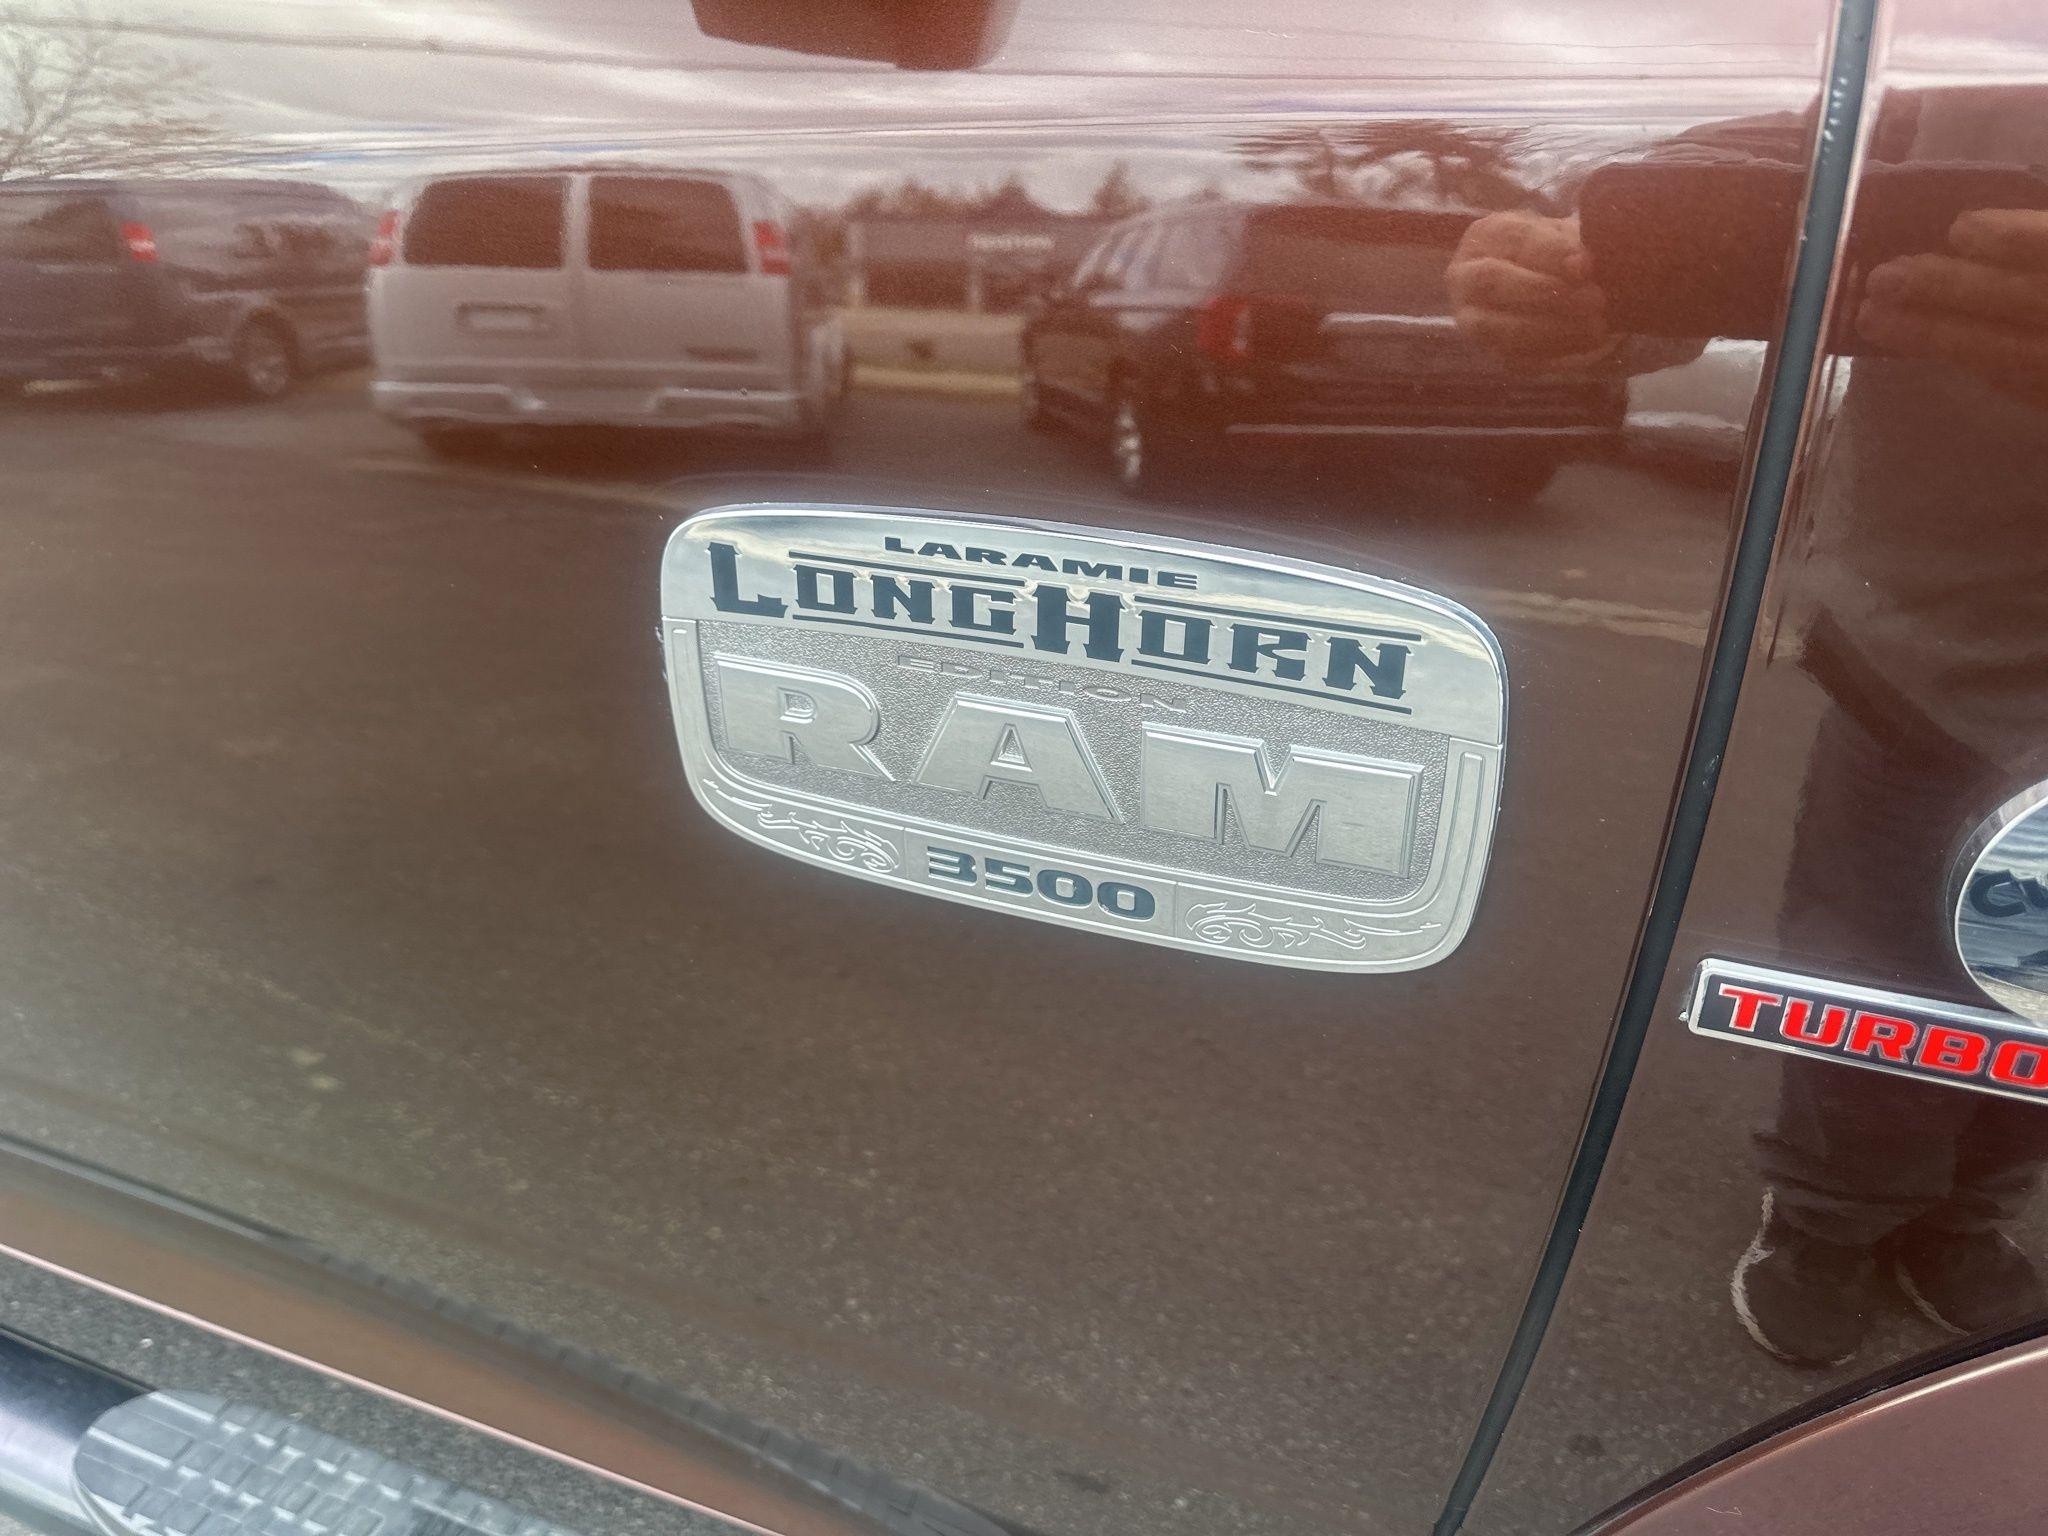 LARAMIE
LONGHORN
EDITION
RAM
3500
TURBO